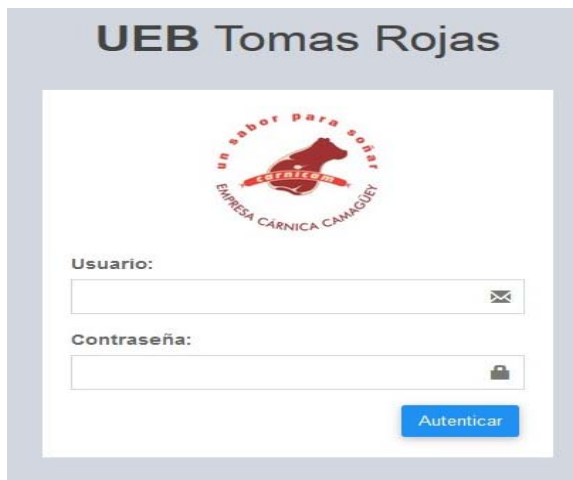 UEB Tomas Rojas
un sabor para soñar
carnicam
EMPRESA CÁRNICA CAMAGÜEY
Usuario:
Contraseña:
Autenticar